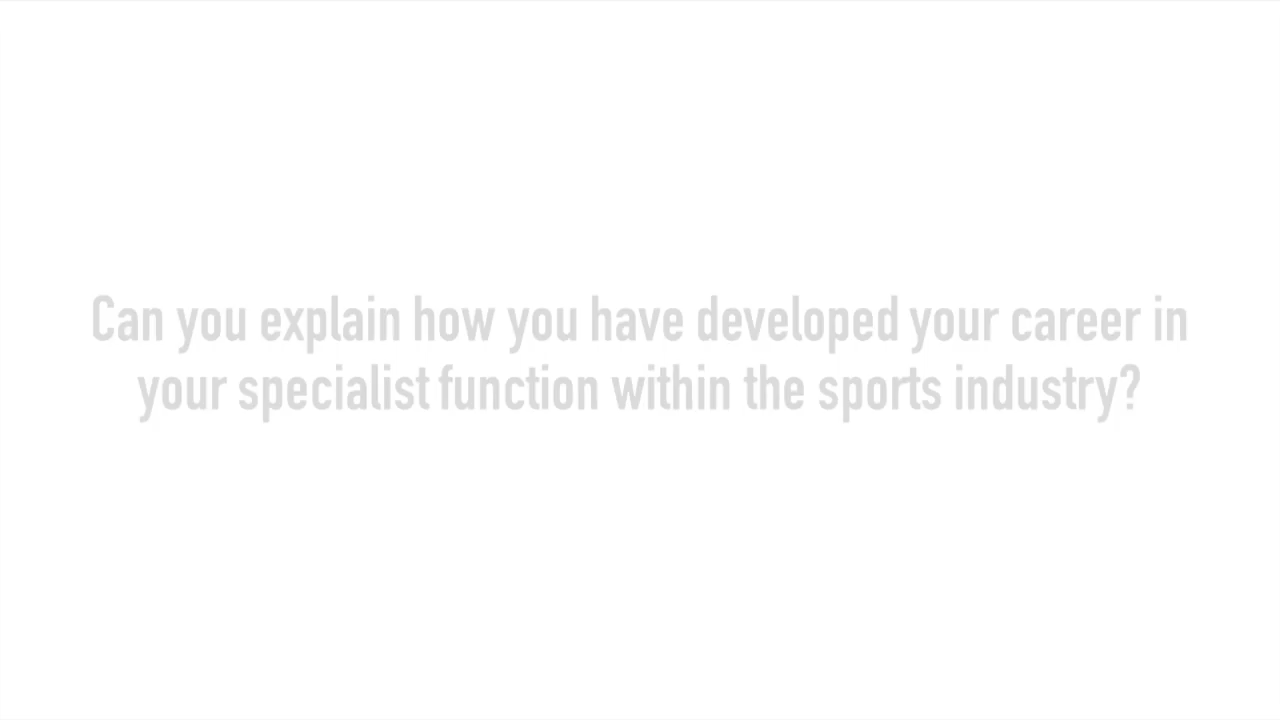 Can you explain how you have developed your career in
your specialist function within the sports industry?